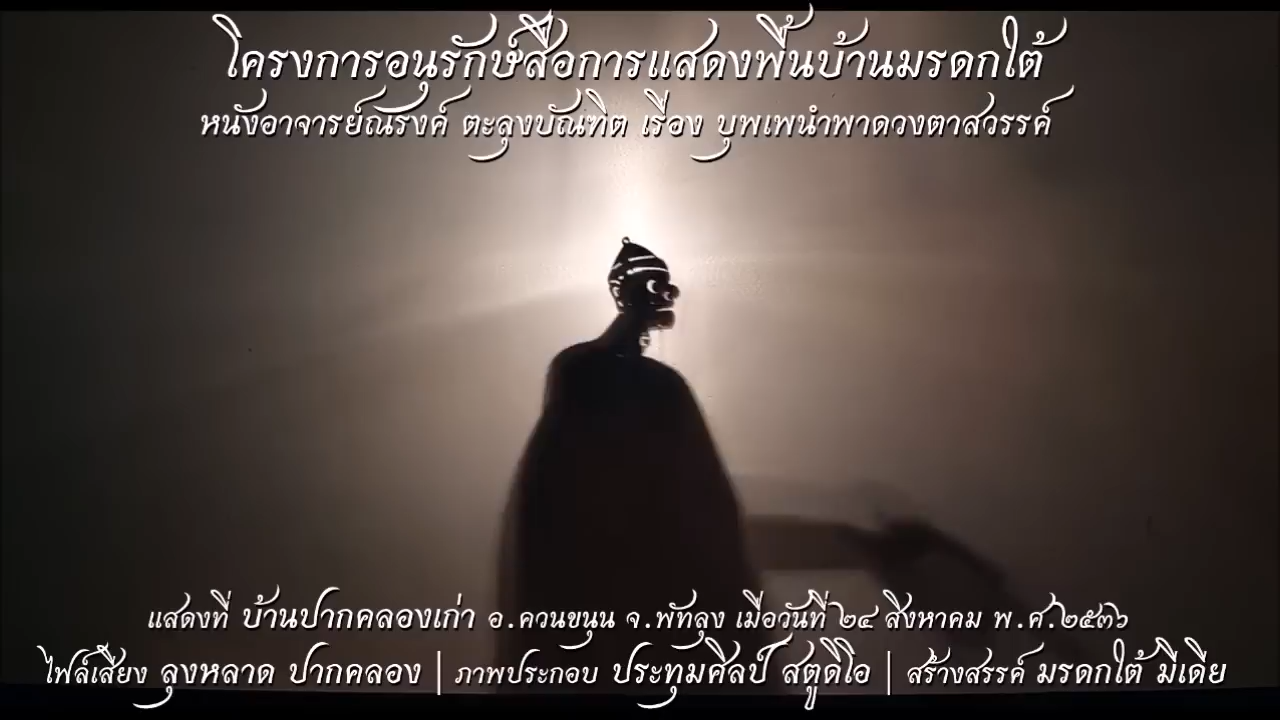 โครงการอนุรักษ์สื่อการแสดงพื้นบ้านมรดกใต้
หนังอาจารย์ณรงค์ ตะลุงบัณฑิต เรื่อง บุพเพนำพาดวงตาสวรรค์
แสดงที่ บ้านปากคลองเก่า อ.ควนขนุน จ.พัทลุง เมื่อวันที่ ๒๔ สิงหาคม พ.ศ.๒๕๓๖
ไฟล์เสียง ลุงหลาด ปากคลอง | ภาพประกอบ ประทุมศิลป์ สตูดิโอ | สร้างสรรค์ มรดกใต้ มีเดีย